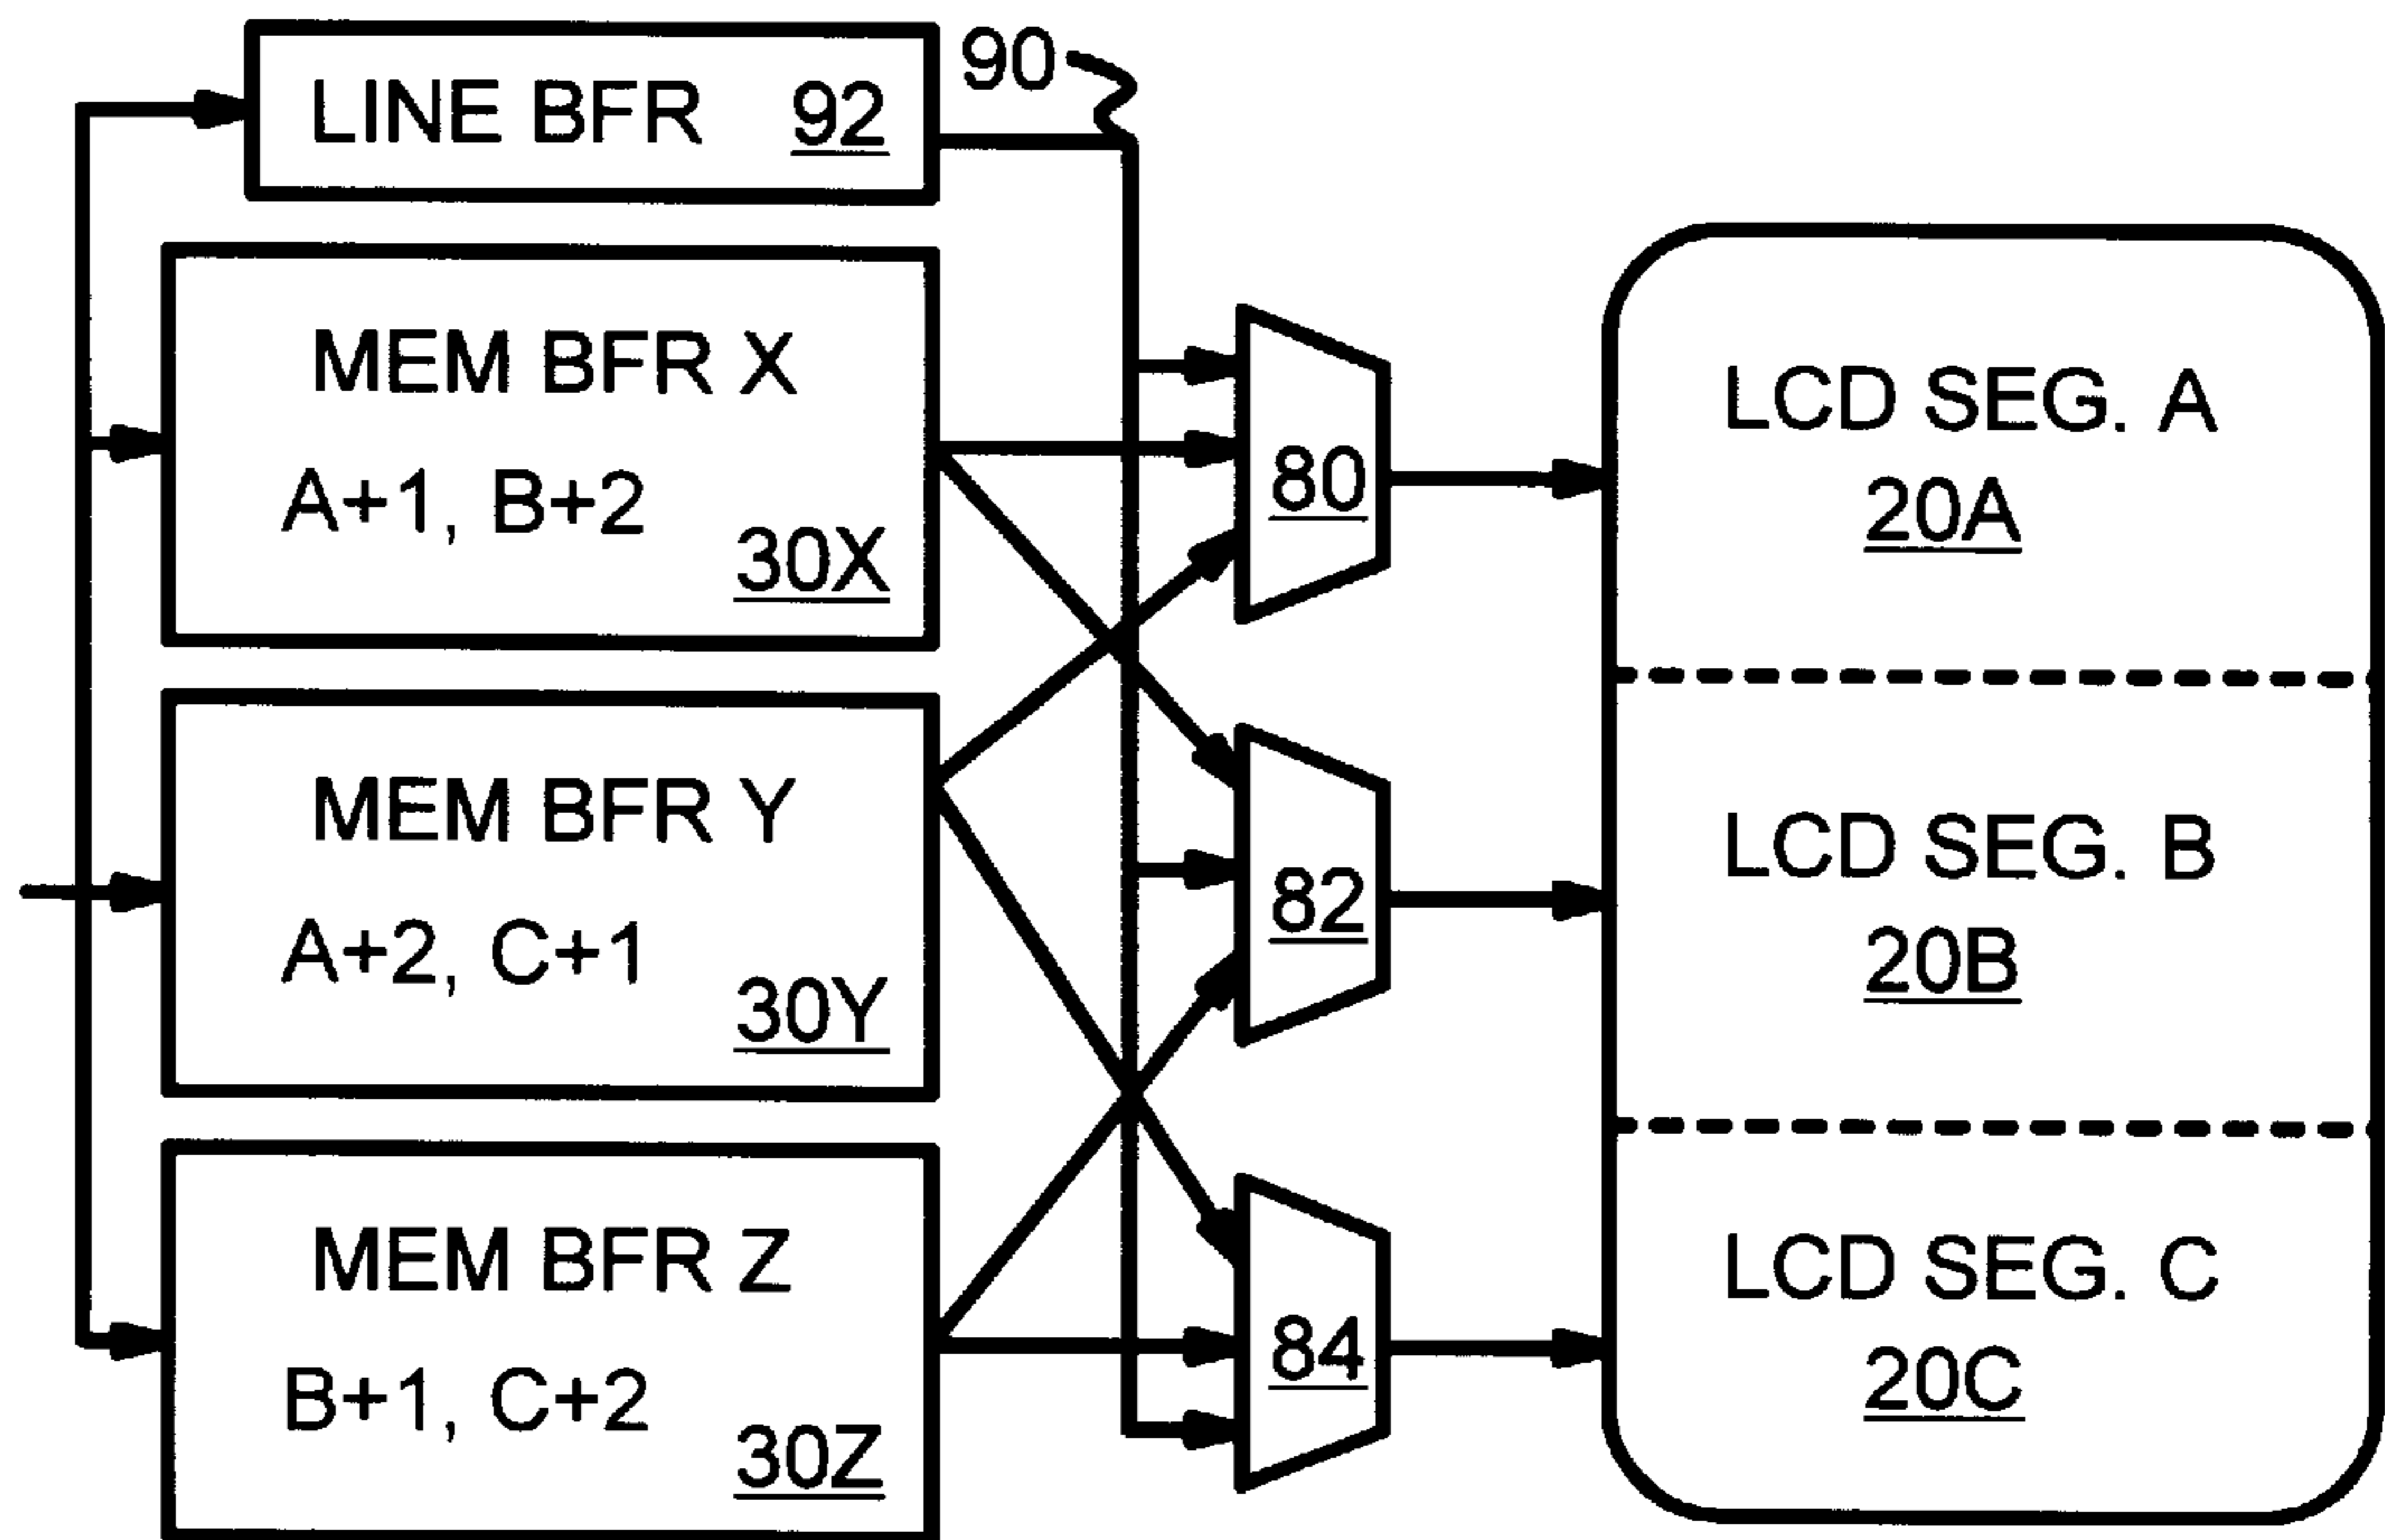 LINE BFR 92
90
MEM BFR X
A+1, B+2
30X
MEM BFR Y
A+2, C+1
30Y
MEM BFR Z
B+1, C+2
30Z
80
82
84
LCD SEG. A
20A
LCD SEG. B
20B
LCD SEG. C
20C